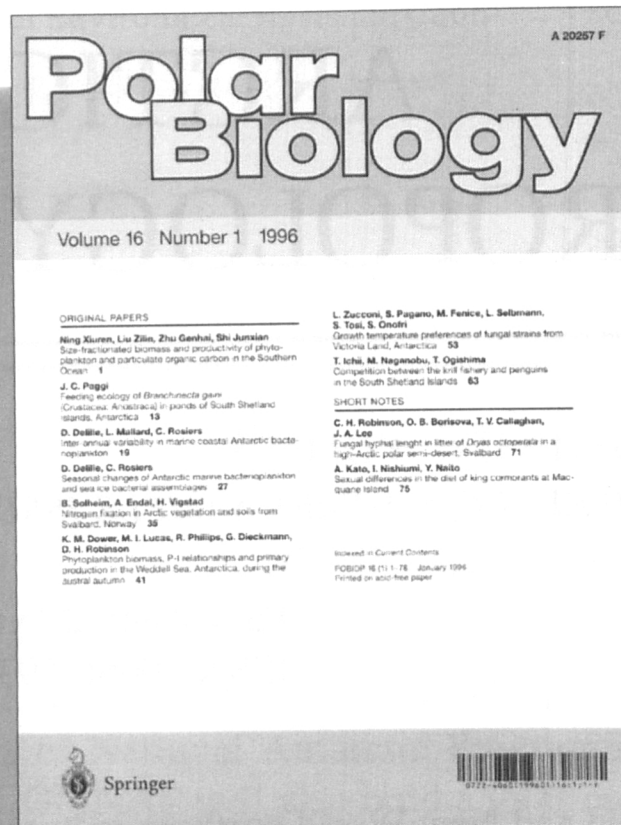 A 20257 F
Polar
Biology
Volume 16 Number 1 1996
ORIGINAL PAPERS
Ning Xiuren, Liu Zilin, Zhu Genhai, Shi Junxian
Size-fractionated biomass and productivity of phyto-
plankton and particulate organic carbon in the Southern
Ocean 1
J. C. Paggi
Feeding ecology of Branchinecta gaini
(Crustacea: Anostraca) in ponds of South Shetland
Islands, Antarctica 13
D. Delille, L. Mallard, C. Rosiers
Inter annual variability in marine coastal Antarctic bacte-
rioplankton 19
D. Delille, C. Rosiers
Seasonal changes of Antarctic marine bacterioplankton
and sea ice bacterial assemblages 27
B. Solheim, A. Endal, H. Vigstad
Nitrogen fixation in Arctic vegetation and soils from
Svalbard, Norway 35
K. M. Dower, M. I. Lucas, R. Phillips, G. Dieckmann,
D. H. Robinson
Phytoplankton biomass, P-I relationships and primary
production in the Weddell Sea, Antarctica, during the
austral autumn 41
L. Zucconi, S. Pagano, M. Fenice, L. Selbmann,
S. Tosi, S. Onofri
Growth temperature preferences of fungal strains from
Victoria Land, Antarctica 53
T. Ichii, M. Naganobu, T. Ogishima
Competition between the krill fishery and penguins
in the South Shetland Islands 63
SHORT NOTES
C. H. Robinson, O. B. Borisova, T. V. Callaghan,
J. A. Lee
Fungal hyphal lenght in litter of Dryas octopetala in a
high-Arctic polar semi-desert, Svalbard 71
A. Kato, I. Nishiumi, Y. Naito
Sexual differences in the diet of king cormorants at Mac-
quarie Island 75
Indexed in Current Contents
POBIDP 16 (1) 1–78 January 1996
Printed on acid-free paper
Springer